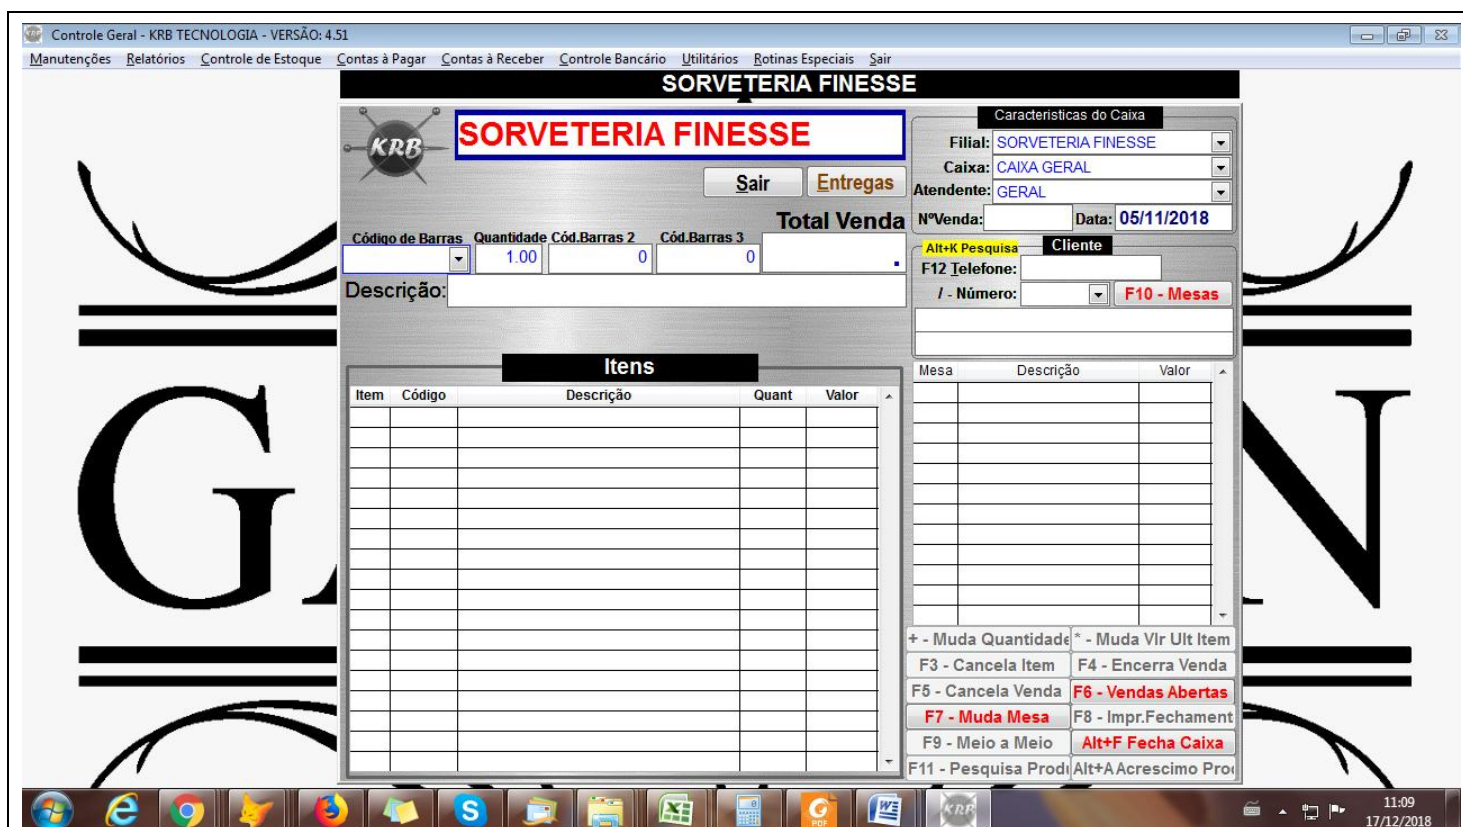 Controle Geral - KRB TECNOLOGIA - VERSÃO: 4.51
Manutenções Relatórios Controle de Estoque Contas à Pagar Contas à Receber Controle Bancário Utilitários Rotinas Especiais Sair
SORVETERIA FINESSE
KRB
SORVETERIA FINESSE
Sair Entregas
Total Venda
Código de Barras Quantidade Cód.Barras 2 Cód.Barras 3
1.00 0 0 .
Descrição:
Caracteristicas do Caixa
Filial: SORVETERIA FINESSE
Caixa: CAIXA GERAL
Atendente: GERAL
NºVenda: Data: 05/11/2018
Alt+K Pesquisa Cliente
F12 Telefone:
/ - Número: F10 - Mesas
Itens
Item Código Descrição Quant Valor
Mesa Descrição Valor
+ - Muda Quantidade * - Muda Vlr Ult Item
F3 - Cancela Item F4 - Encerra Venda
F5 - Cancela Venda F6 - Vendas Abertas
F7 - Muda Mesa F8 - Impr.Fechament
F9 - Meio a Meio Alt+F Fecha Caixa
F11 - Pesquisa Prod Alt+A Acrescimo Pro
G N
PDF
KRB
11:09
17/12/2018